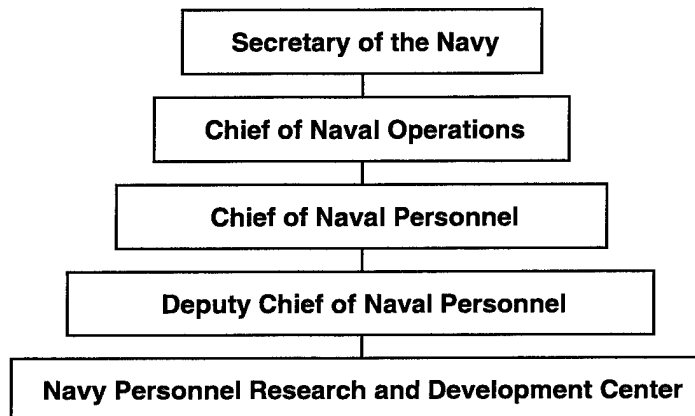 Secretary of the Navy
Chief of Naval Operations
Chief of Naval Personnel
Deputy Chief of Naval Personnel
Navy Personnel Research and Development Center